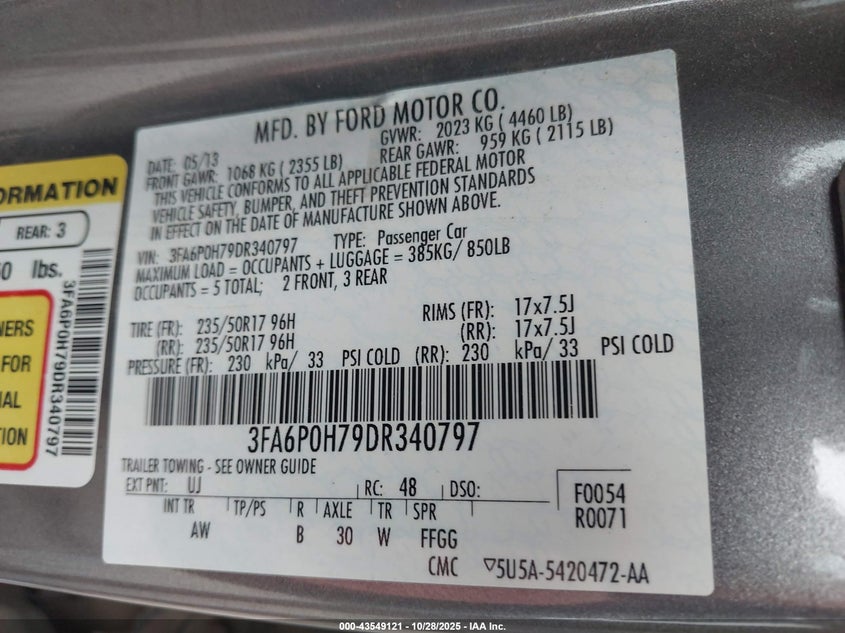 MFD. BY FORD MOTOR CO.
DATE: 05/13 GVWR: 2023 KG ( 4460 LB)
FRONT GAWR: 1068 KG ( 2355 LB) REAR GAWR: 959 KG ( 2115 LB)
THIS VEHICLE CONFORMS TO ALL APPLICABLE FEDERAL MOTOR
VEHICLE SAFETY, BUMPER, AND THEFT PREVENTION STANDARDS
IN EFFECT ON THE DATE OF MANUFACTURE SHOWN ABOVE.
VIN: 3FA6P0H79DR340797 TYPE: Passenger Car
MAXIMUM LOAD = OCCUPANTS + LUGGAGE = 385KG/ 850LB
OCCUPANTS = 5 TOTAL; 2 FRONT, 3 REAR
TIRE (FR): 235/50R17 96H RIMS (FR): 17x7.5J
(RR): 235/50R17 96H (RR): 17x7.5J
PRESSURE (FR): 230 kPa/ 33 PSI COLD (RR): 230 kPa/ 33 PSI COLD
3FA6P0H79DR340797
TRAILER TOWING - SEE OWNER GUIDE
EXT PNT: UJ RC: 48 DSO: F0054
INT TR TP/PS R AXLE TR SPR R0071
AW B 30 W FFGG
CMC ▽5U5A-5420472-AA
ORMATION
REAR: 3
0 lbs.
3FA6P0H79DR340797
NERS
FOR
IAL
TION
000-43549121 | 10/28/2025 | IAA Inc.